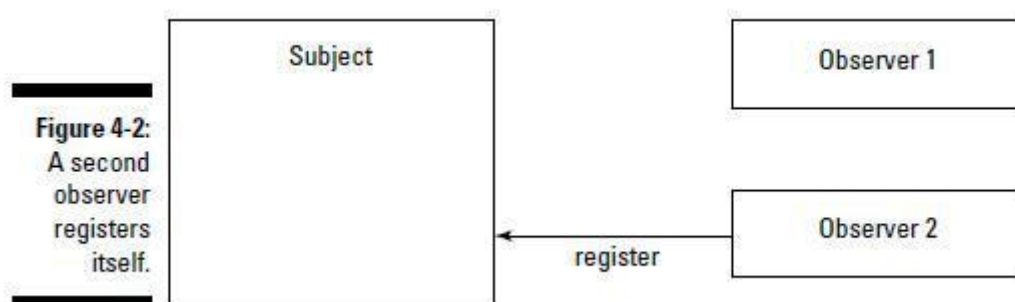 Subject
Observer 1
Figure 4-2:
A second
observer
registers
itself.
Observer 2
register